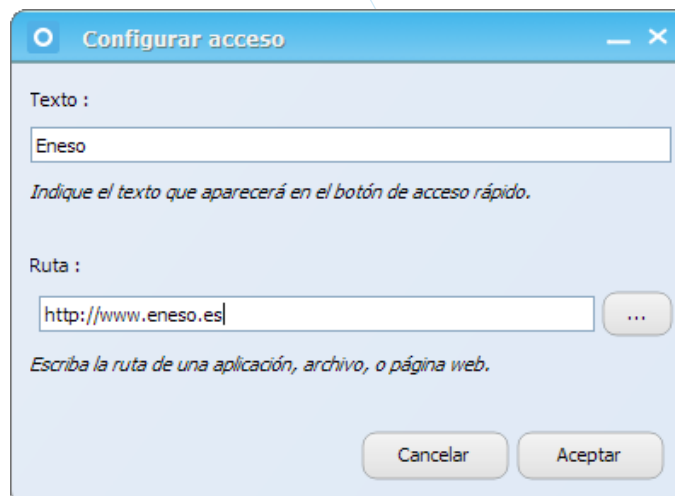 Configurar acceso
Texto :
Eneso
Indique el texto que aparecerá en el botón de acceso rápido.
Ruta :
http://www.eneso.es
...
Escriba la ruta de una aplicación, archivo, o página web.
Cancelar Aceptar